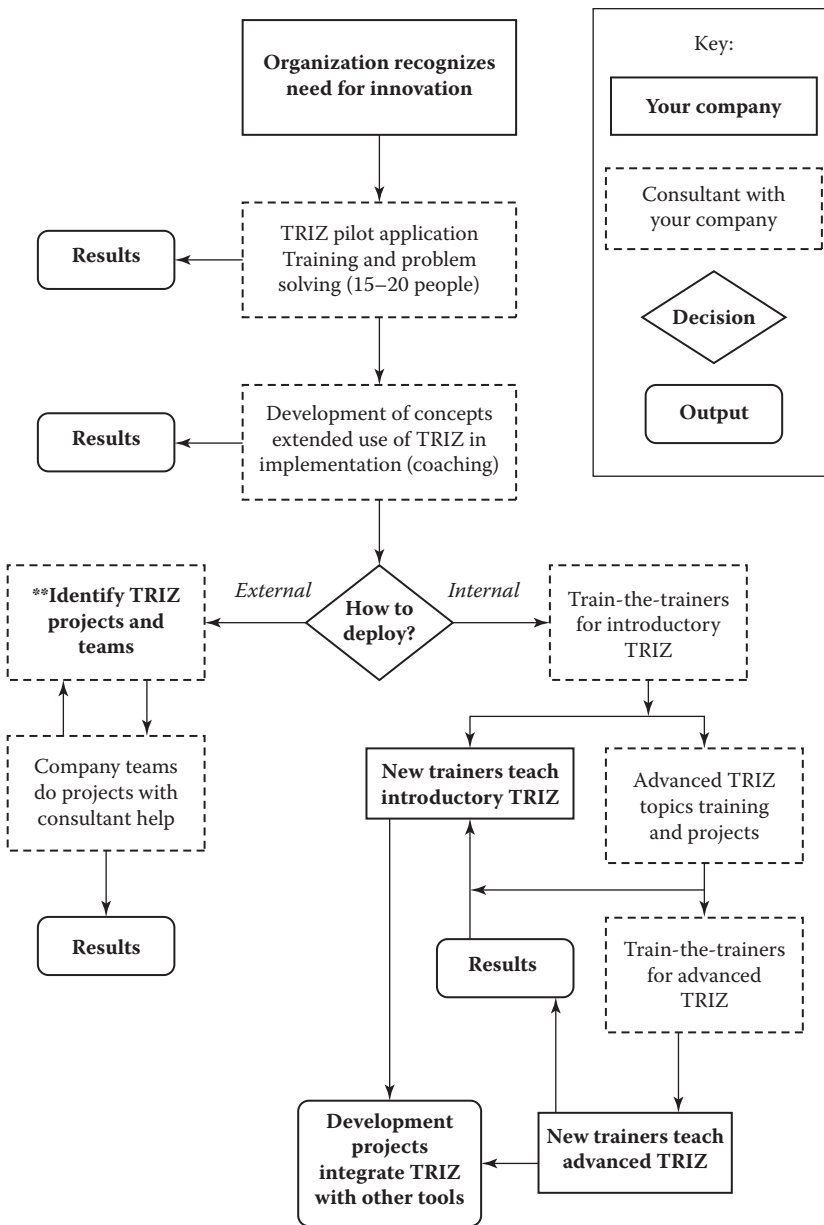 Organization recognizes
need for innovation
Key:
Your company
Consultant with
your company
Decision
Output
TRIZ pilot application
Training and problem
solving (15–20 people)
Results
Development of concepts
extended use of TRIZ in
implementation (coaching)
Results
How to
deploy?
External
Internal
**Identify TRIZ
projects and
teams
Company teams
do projects with
consultant help
Results
Train-the-trainers
for introductory
TRIZ
New trainers teach
introductory TRIZ
Advanced TRIZ
topics training
and projects
Results
Train-the-trainers
for advanced
TRIZ
Development
projects
integrate TRIZ
with other tools
New trainers teach
advanced TRIZ